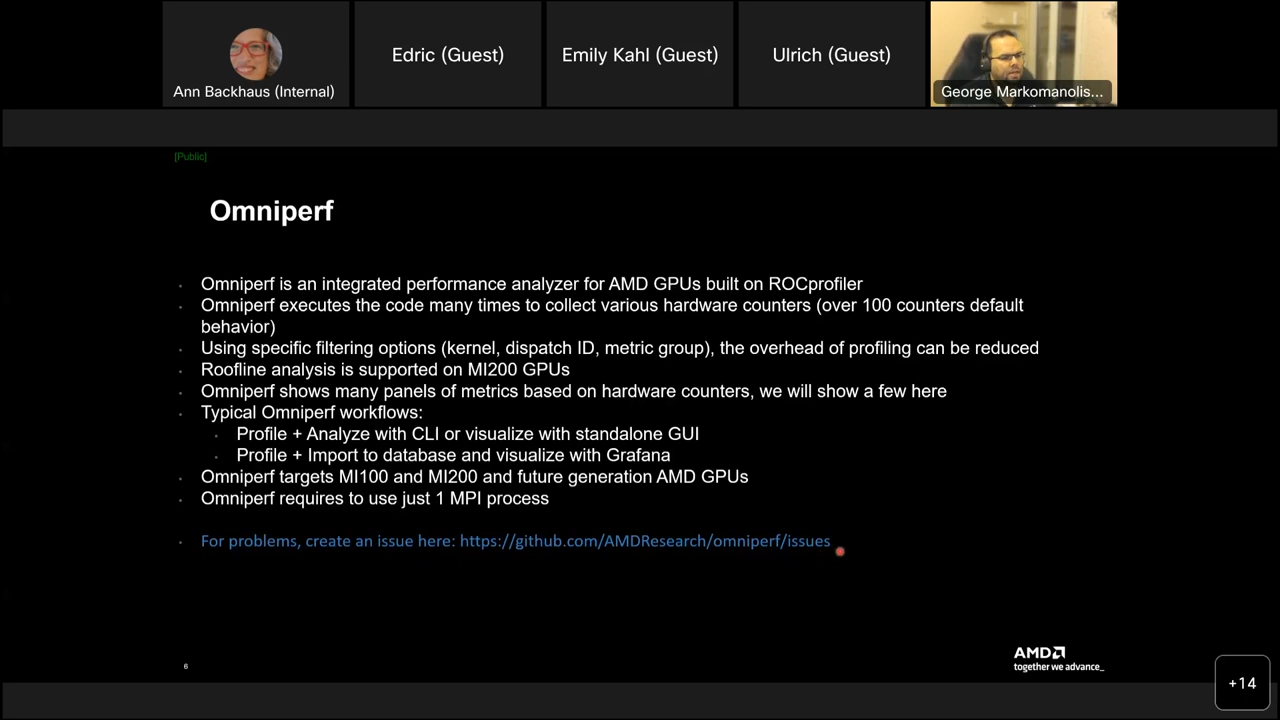 Ann Backhaus (Internal)
Edric (Guest)
Emily Kahl (Guest)
Ulrich (Guest)
George Markomanolis...
[Public]
Omniperf
Omniperf is an integrated performance analyzer for AMD GPUs built on ROCprofiler
Omniperf executes the code many times to collect various hardware counters (over 100 counters default
behavior)
Using specific filtering options (kernel, dispatch ID, metric group), the overhead of profiling can be reduced
Roofline analysis is supported on MI200 GPUs
Omniperf shows many panels of metrics based on hardware counters, we will show a few here
Typical Omniperf workflows:
Profile + Analyze with CLI or visualize with standalone GUI
Profile + Import to database and visualize with Grafana
Omniperf targets MI100 and MI200 and future generation AMD GPUs
Omniperf requires to use just 1 MPI process
For problems, create an issue here: https://github.com/AMDResearch/omniperf/issues
6
AMD
together we advance_
+14